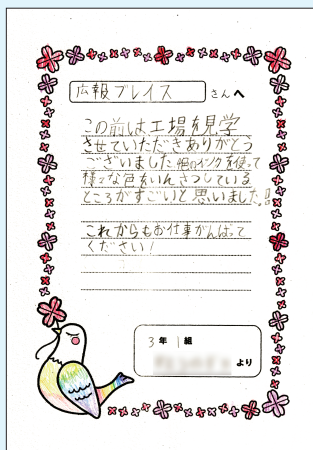 広報プレイス さんへ
この前は工場を見学
させていただきありがとう
ございました。4色のインクを使って
様々な色をいんさつしている
ところがすごいと思いました!!
これからもお仕事がんばって
ください!
3年 1組
より